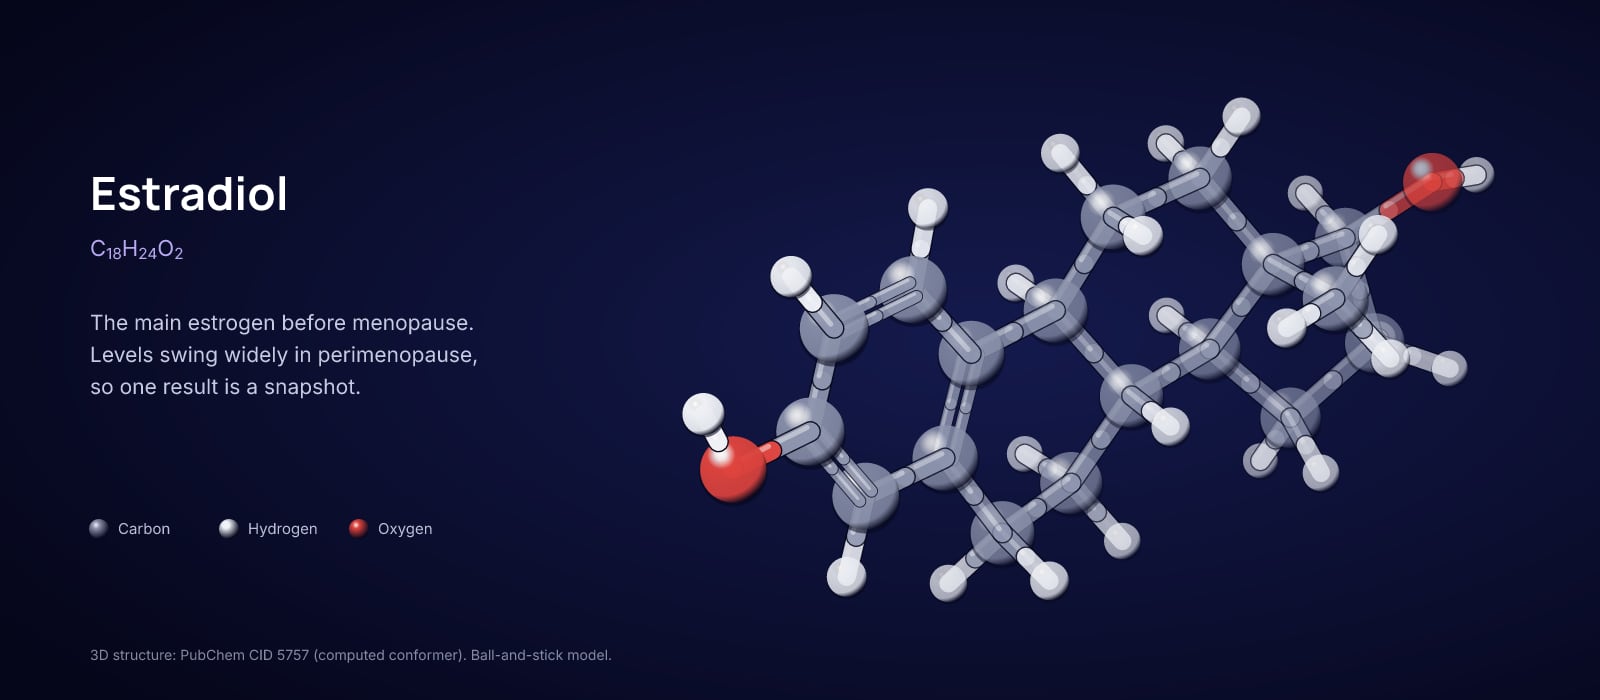 Estradiol
C₁₈H₂₄O₂
The main estrogen before menopause.
Levels swing widely in perimenopause,
so one result is a snapshot.
Carbon Hydrogen Oxygen
3D structure: PubChem CID 5757 (computed conformer). Ball-and-stick model.